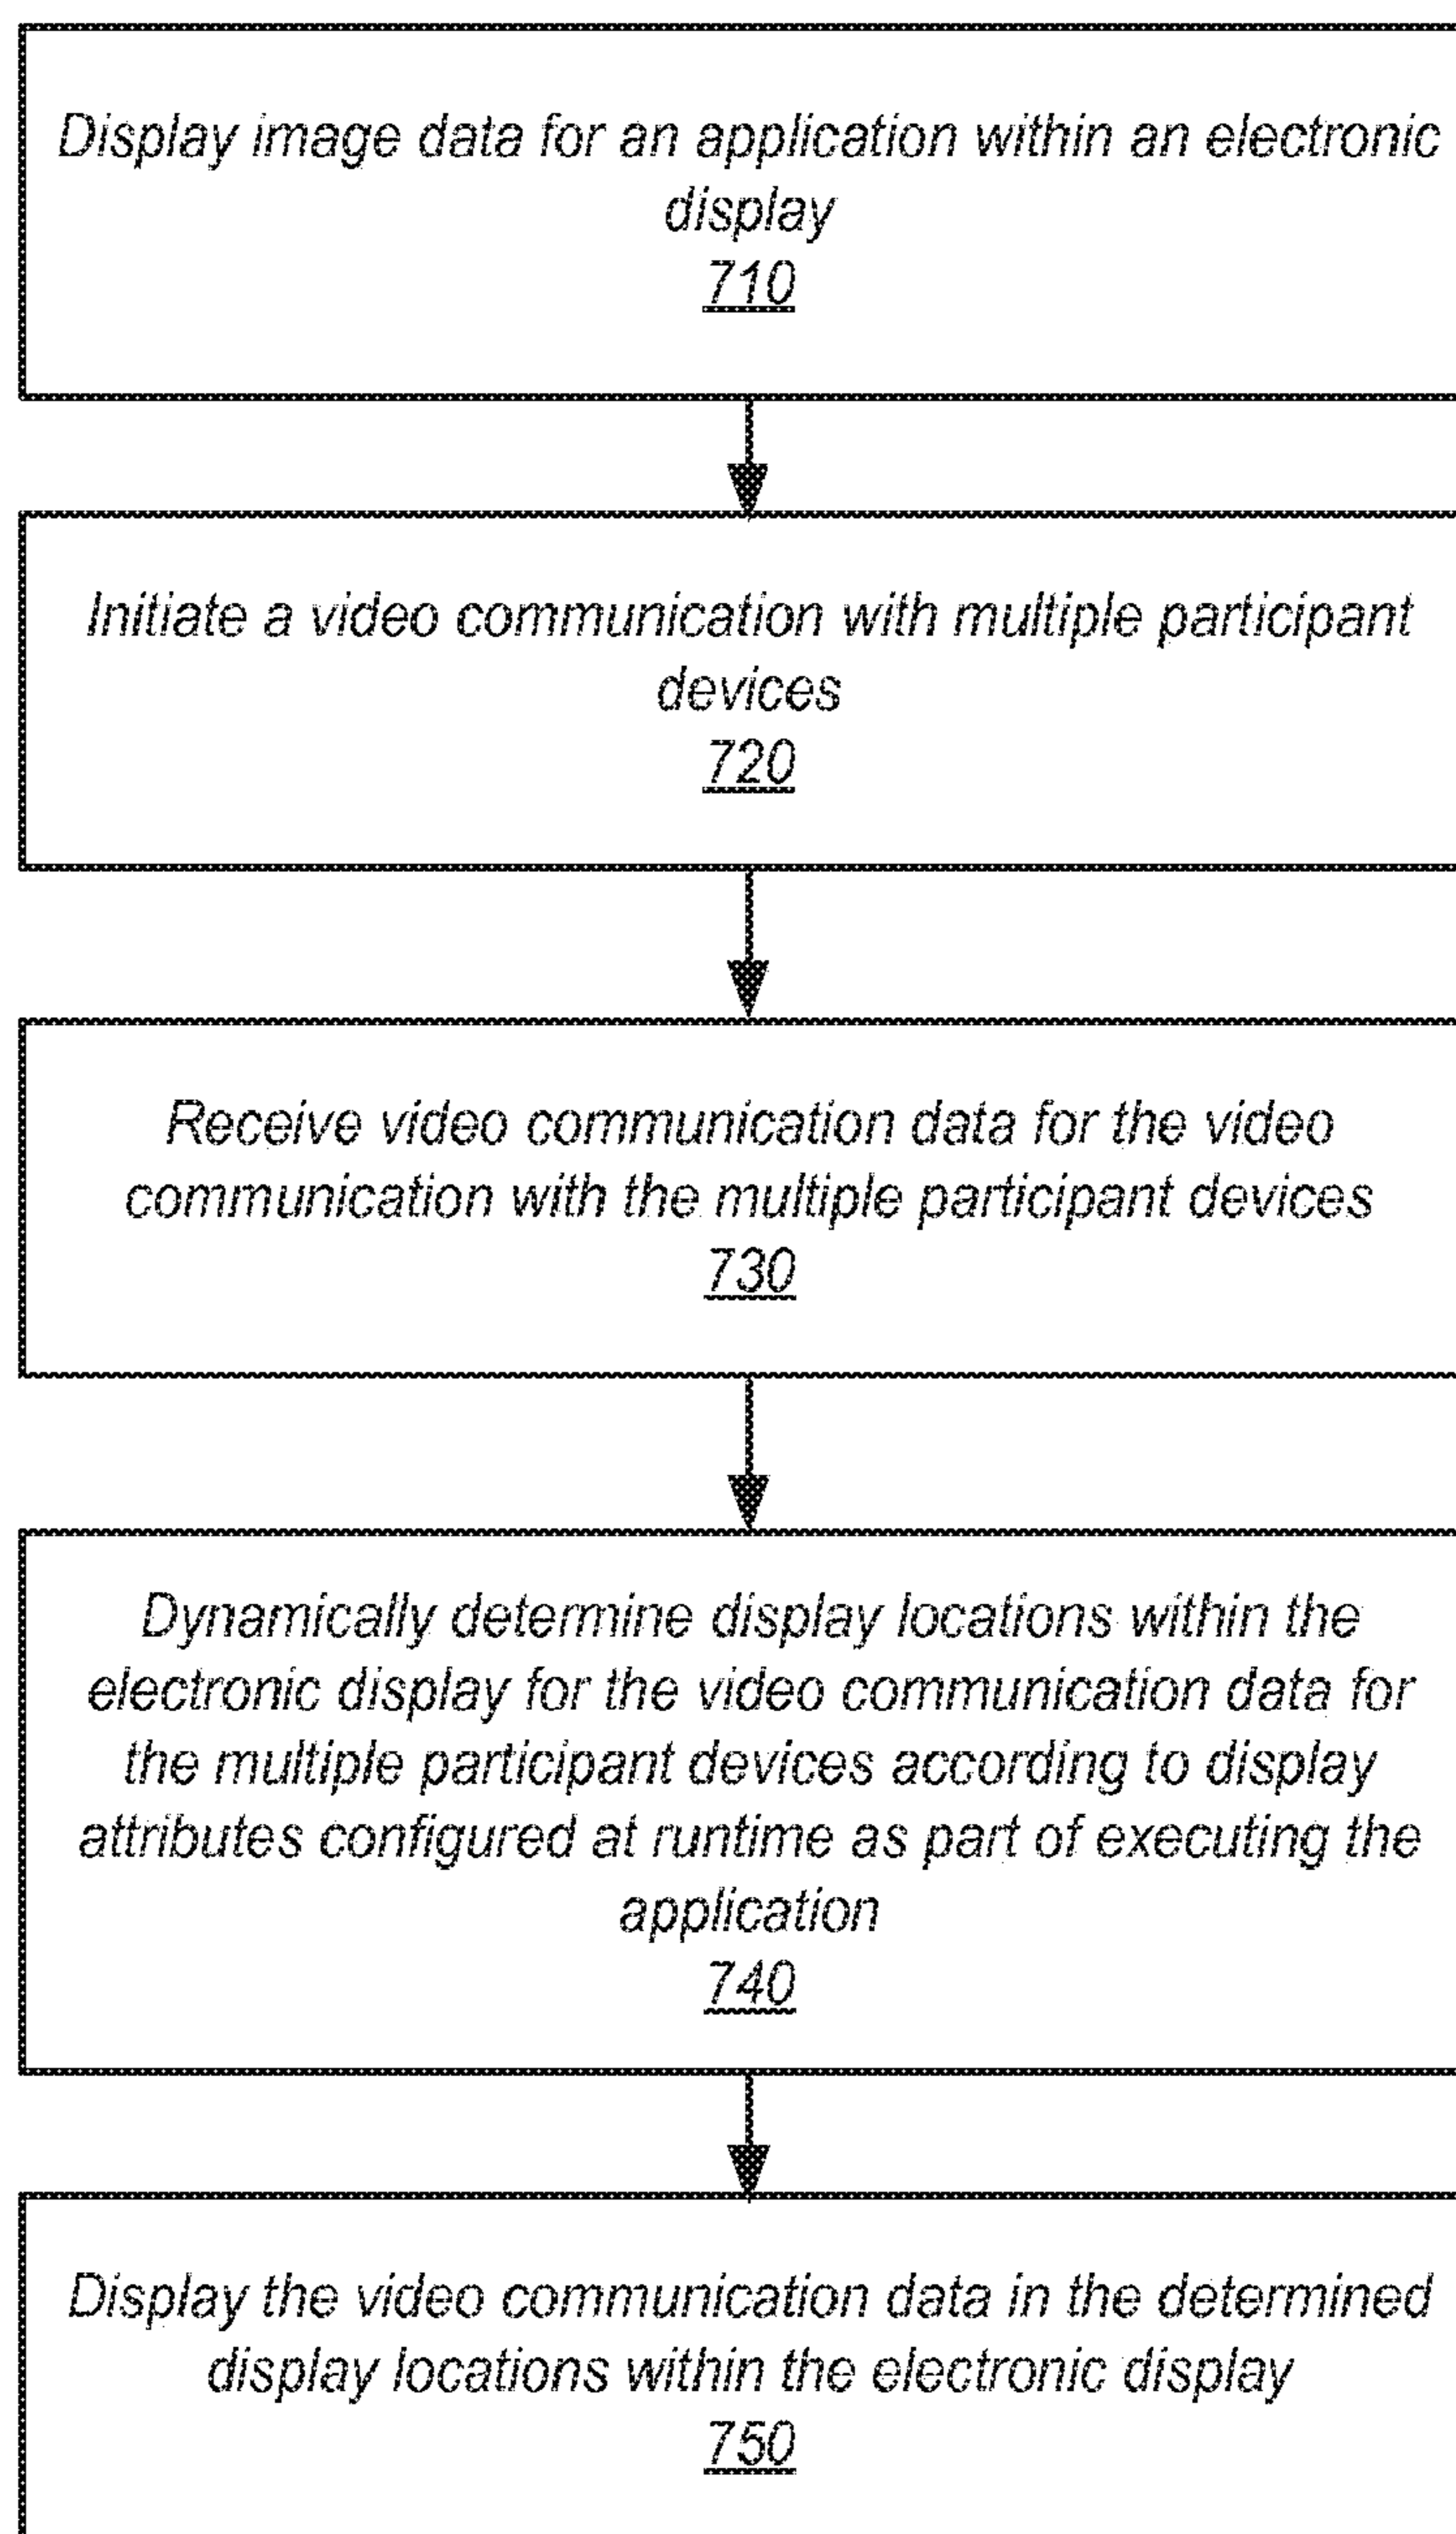 Display image data for an application within an electronic
display
710
Initiate a video communication with multiple participant
devices
720
Receive video communication data for the video
communication with the multiple participant devices
730
Dynamically determine display locations within the
electronic display for the video communication data for
the multiple participant devices according to display
attributes configured at runtime as part of executing the
application
740
Display the video communication data in the determined
display locations within the electronic display
750